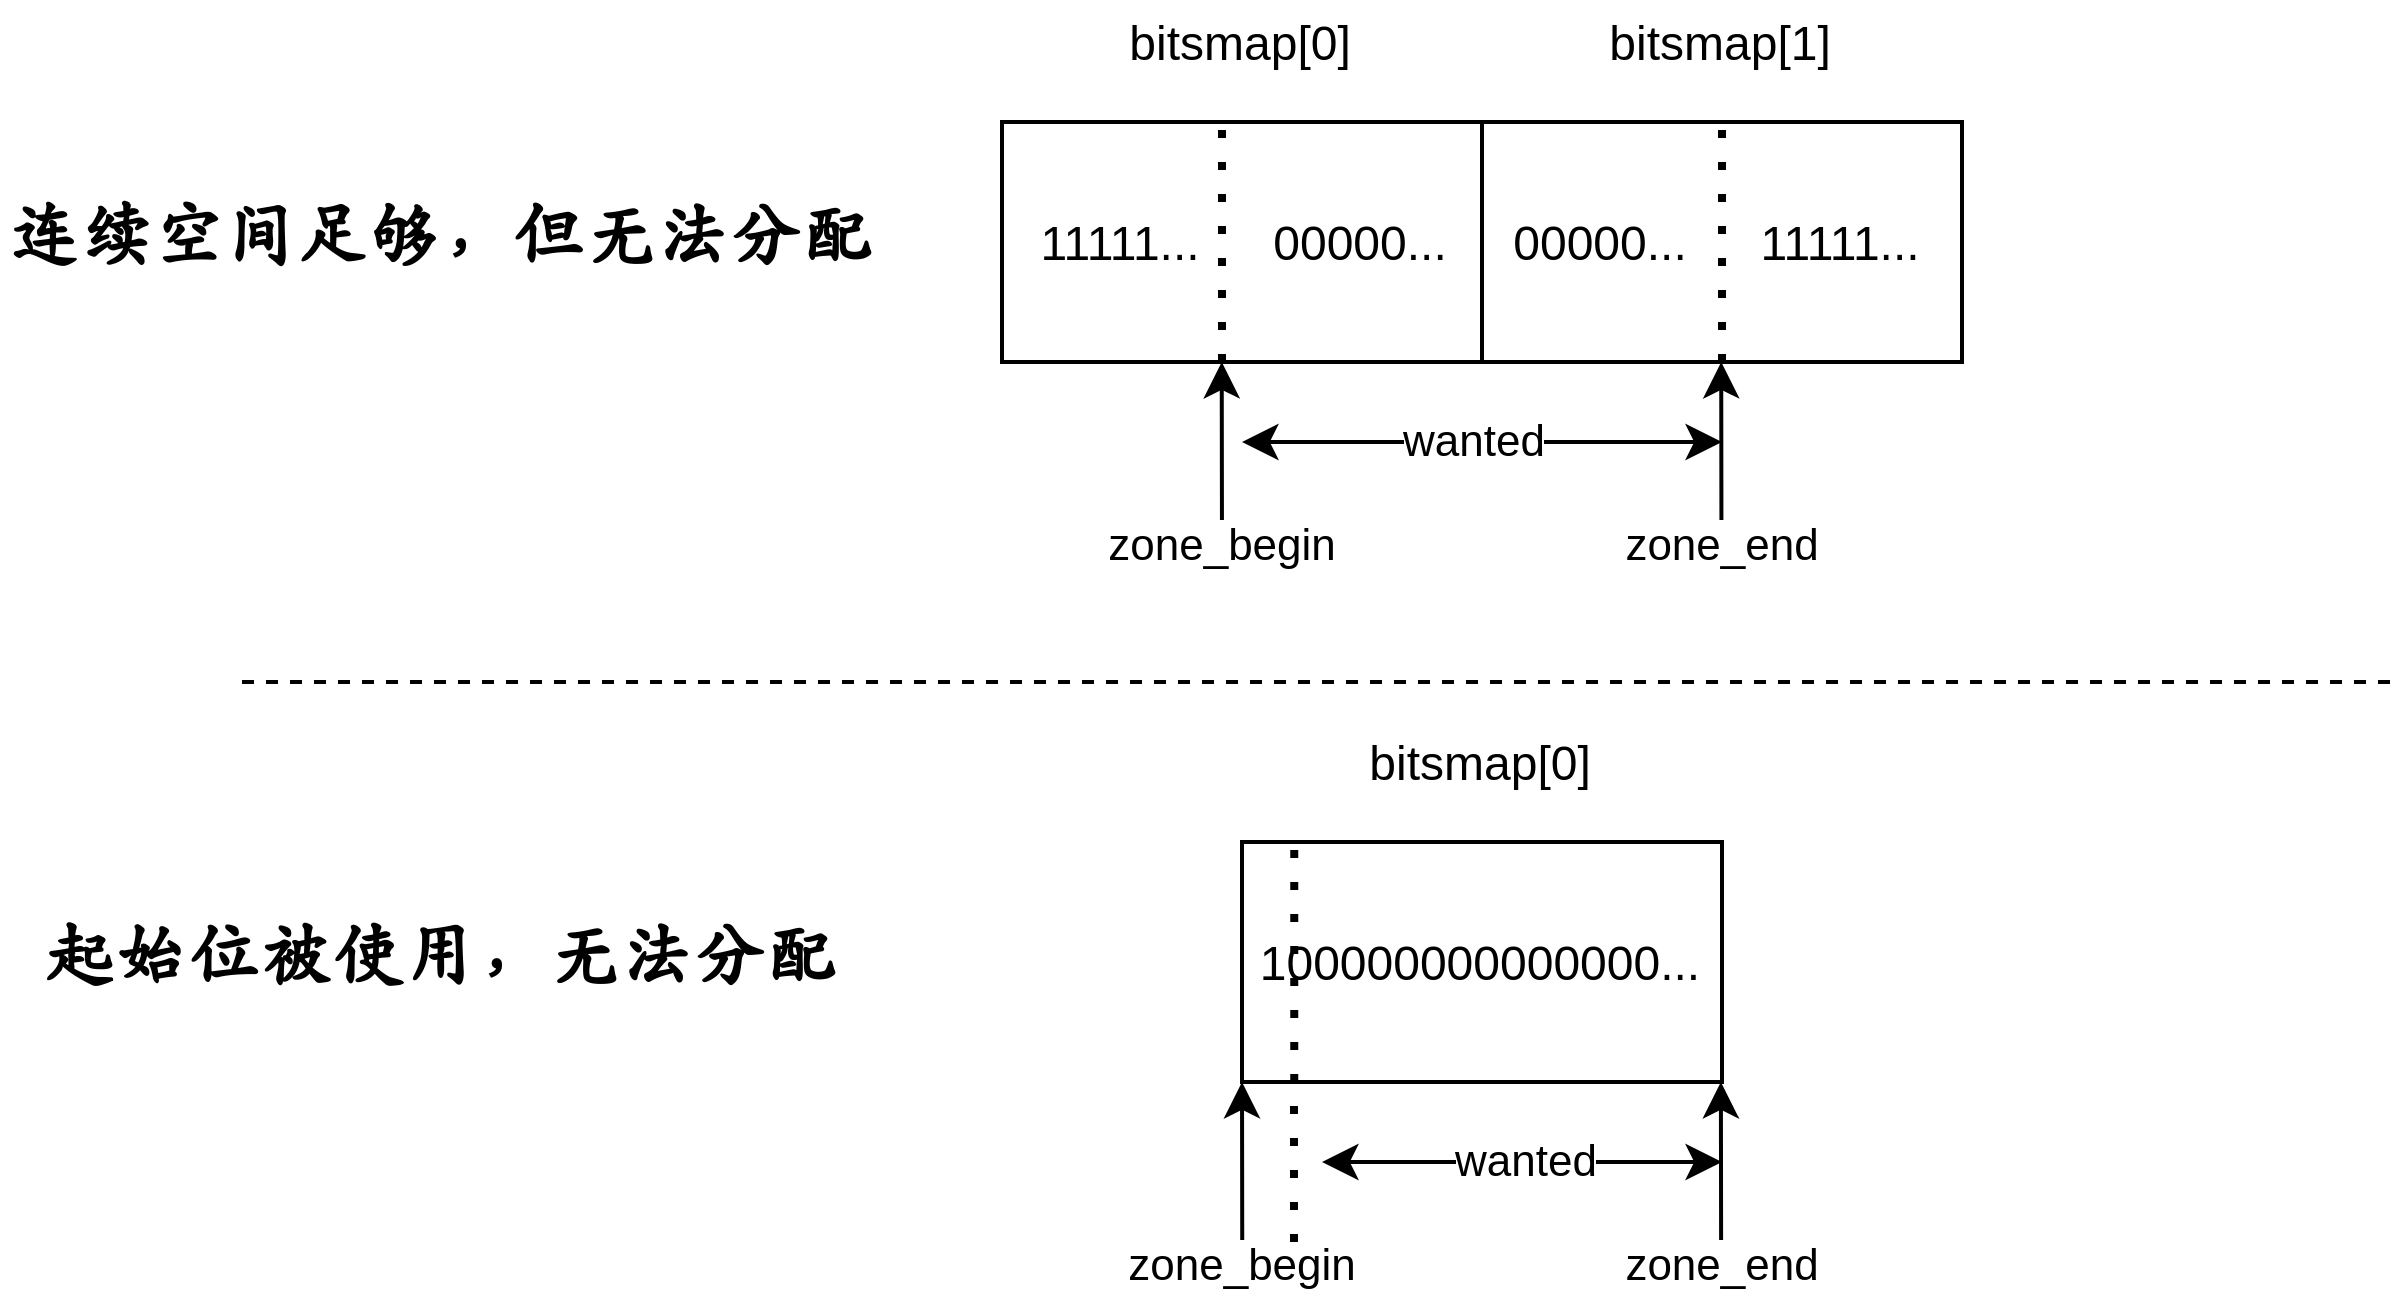 bitsmap[0] bitsmap[1]
连续空间足够，但无法分配
11111... 00000... 00000... 11111...
wanted
zone_begin zone_end
bitsmap[0]
起始位被使用，无法分配
100000000000000...
wanted
zone_begin zone_end